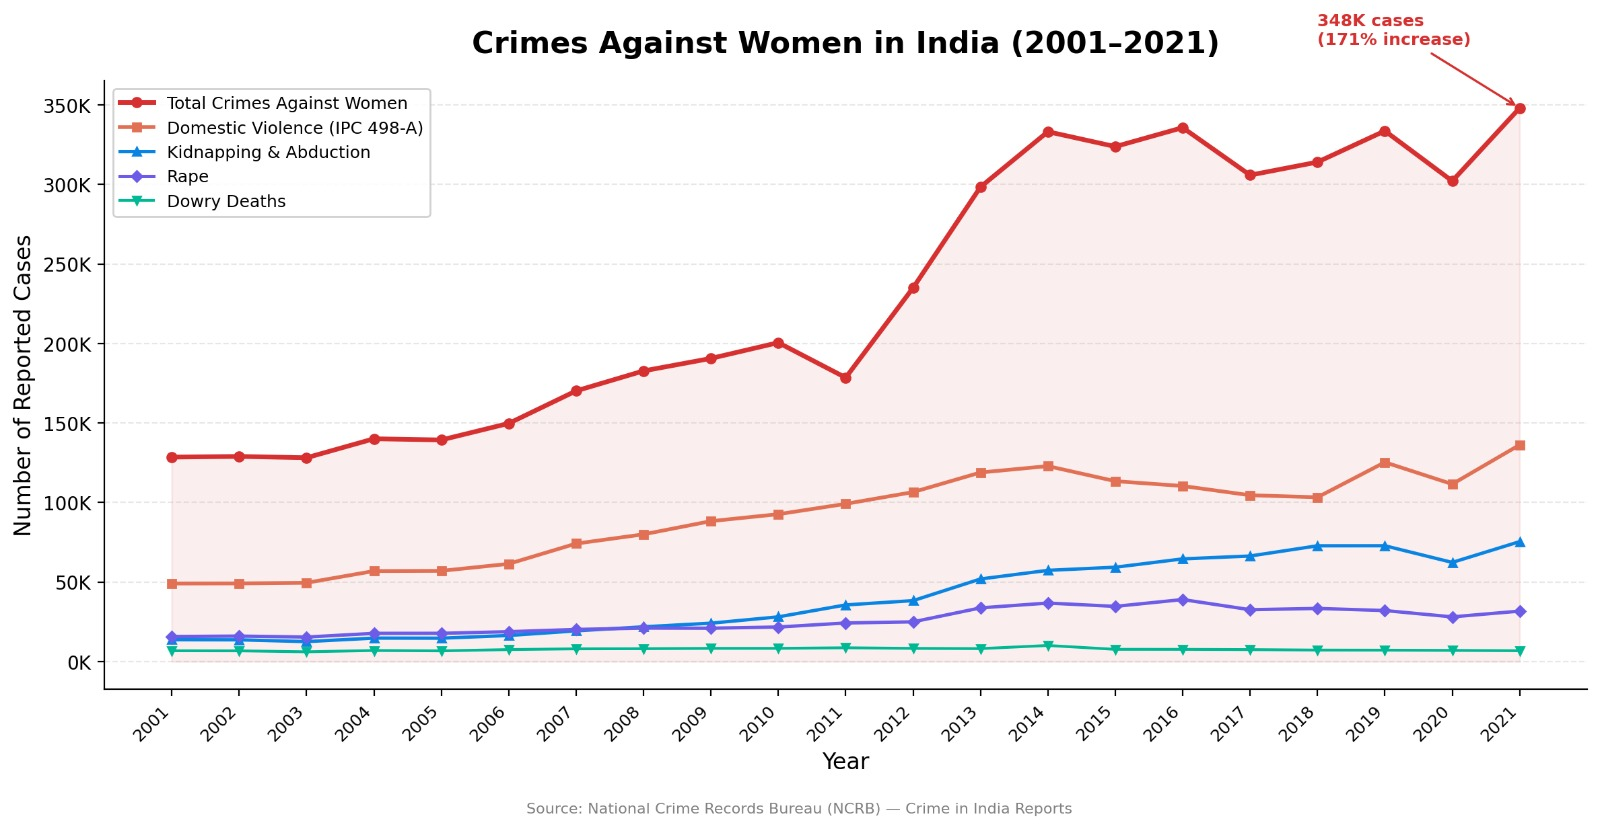 348K cases
(171% increase)
Crimes Against Women in India (2001–2021)
Total Crimes Against Women
Domestic Violence (IPC 498-A)
Kidnapping & Abduction
Rape
Dowry Deaths
Number of Reported Cases
350K
300K
250K
200K
150K
100K
50K
0K
2001
2002
2003
2004
2005
2006
2007
2008
2009
2010
2011
2012
2013
2014
2015
2016
2017
2018
2019
2020
2021
Year
Source: National Crime Records Bureau (NCRB) — Crime in India Reports